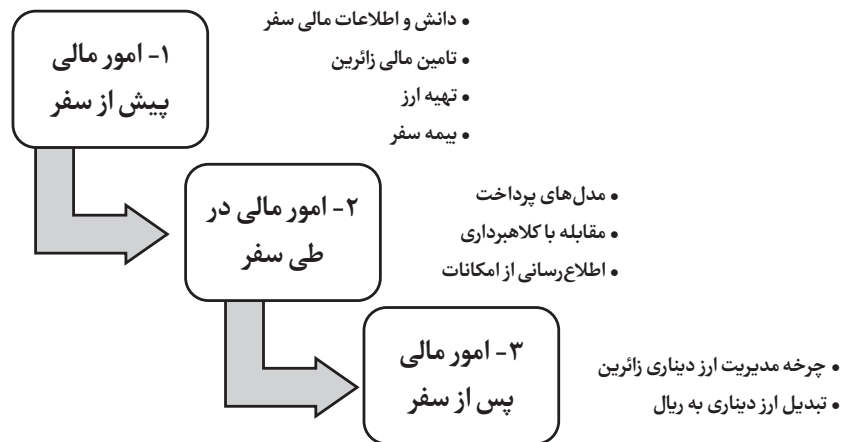 ۱- امور مالی
پیش از سفر
• دانش و اطلاعات مالی سفر
• تامین مالی زائرین
• تهیه ارز
• بیمه سفر
۲- امور مالی در
طی سفر
• مدل‌های پرداخت
• مقابله با کلاهبرداری
• اطلاع‌رسانی از امکانات
۳- امور مالی
پس از سفر
• چرخه مدیریت ارز دیناری زائرین
• تبدیل ارز دیناری به ریال